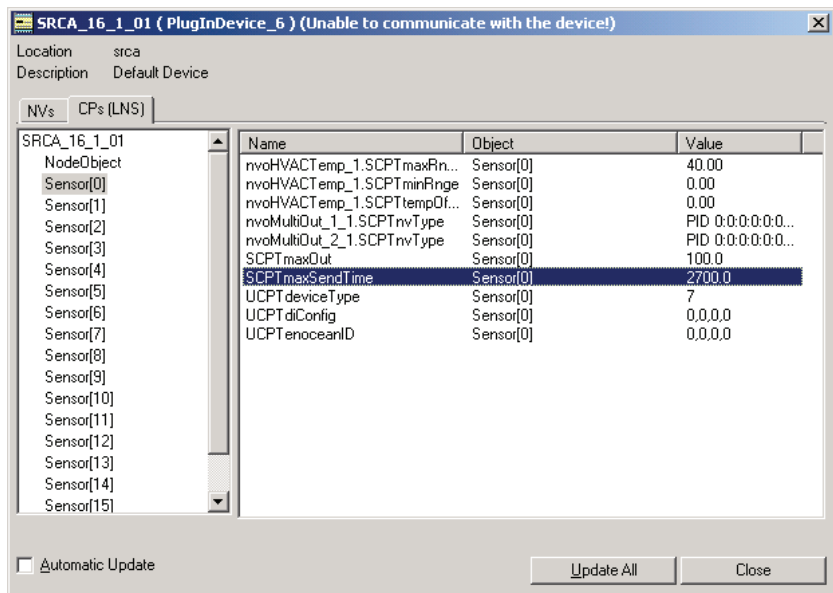 SRCA_16_1_01 ( PlugInDevice_6 ) (Unable to communicate with the device!)
Location srca
Description Default Device
NVs CPs (LNS)
SRCA_16_1_01
NodeObject
Sensor[0]
Sensor[1]
Sensor[2]
Sensor[3]
Sensor[4]
Sensor[5]
Sensor[6]
Sensor[7]
Sensor[8]
Sensor[9]
Sensor[10]
Sensor[11]
Sensor[12]
Sensor[13]
Sensor[14]
Sensor[15]
Name Object Value
nvoHVACTemp_1.SCPTmaxRn... Sensor[0] 40.00
nvoHVACTemp_1.SCPTminRnge Sensor[0] 0.00
nvoHVACTemp_1.SCPTtempOf... Sensor[0] 0.00
nvoMultiOut_1_1.SCPTnvType Sensor[0] PID 0:0:0:0:0...
nvoMultiOut_2_1.SCPTnvType Sensor[0] PID 0:0:0:0:0...
SCPTmaxOut Sensor[0] 100.0
SCPTmaxSendTime Sensor[0] 2700.0
UCPTdeviceType Sensor[0] 7
UCPTdiConfig Sensor[0] 0,0,0,0
UCPTenoceanID Sensor[0] 0,0,0,0
Automatic Update
Update All Close